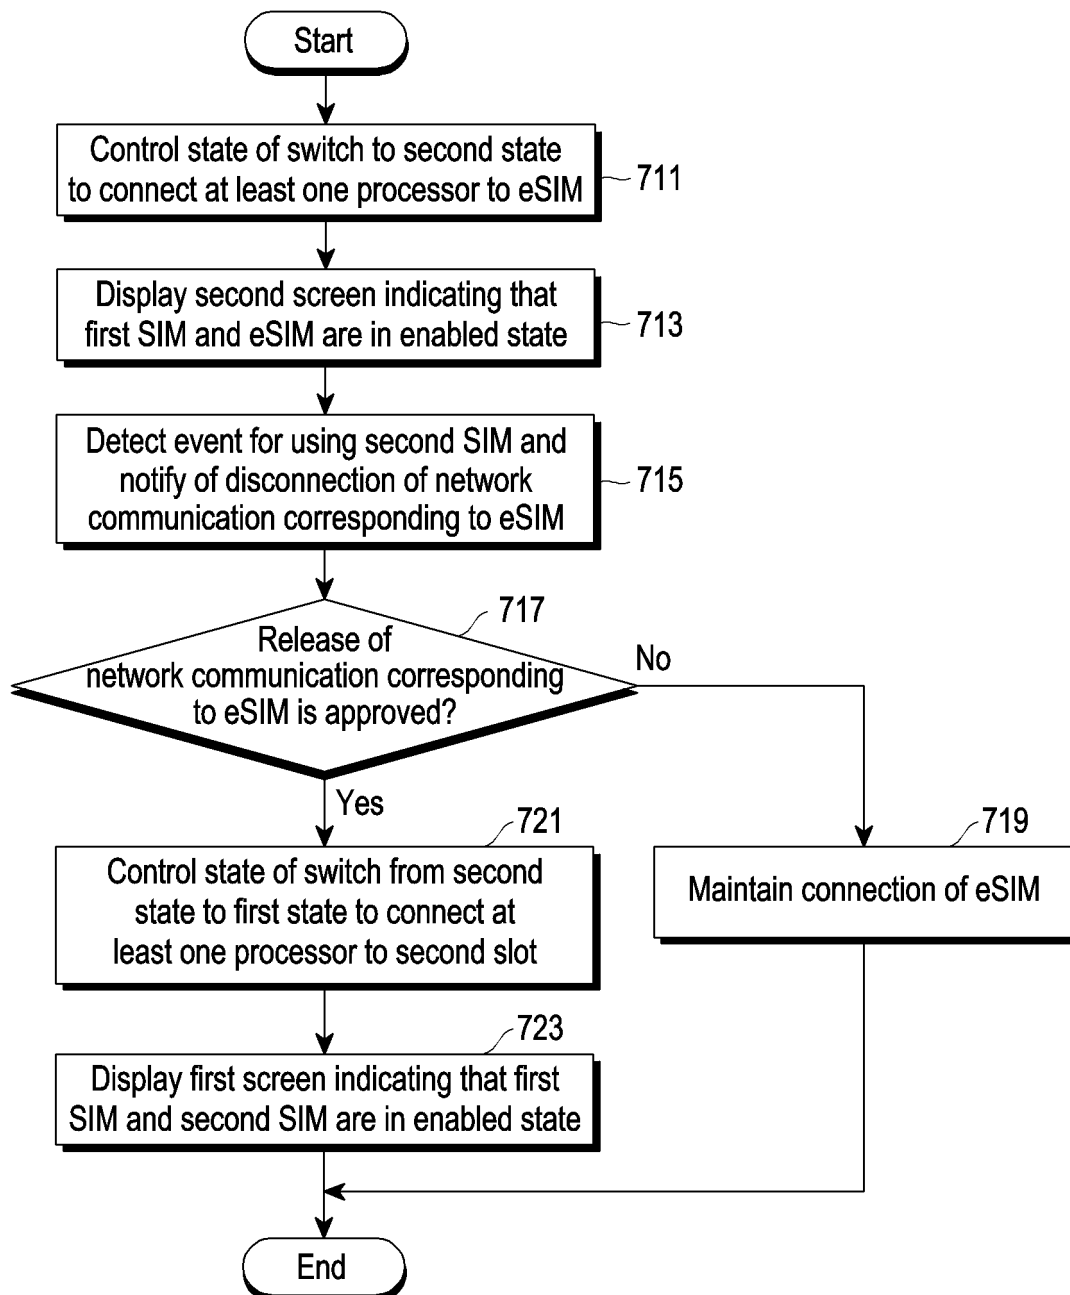 Start
Control state of switch to second state
to connect at least one processor to eSIM
711
Display second screen indicating that
first SIM and eSIM are in enabled state
713
Detect event for using second SIM and
notify of disconnection of network
communication corresponding to eSIM
715
717
Release of
network communication corresponding
to eSIM is approved?
No
Yes
721
Control state of switch from second
state to first state to connect at
least one processor to second slot
719
Maintain connection of eSIM
723
Display first screen indicating that first
SIM and second SIM are in enabled state
End